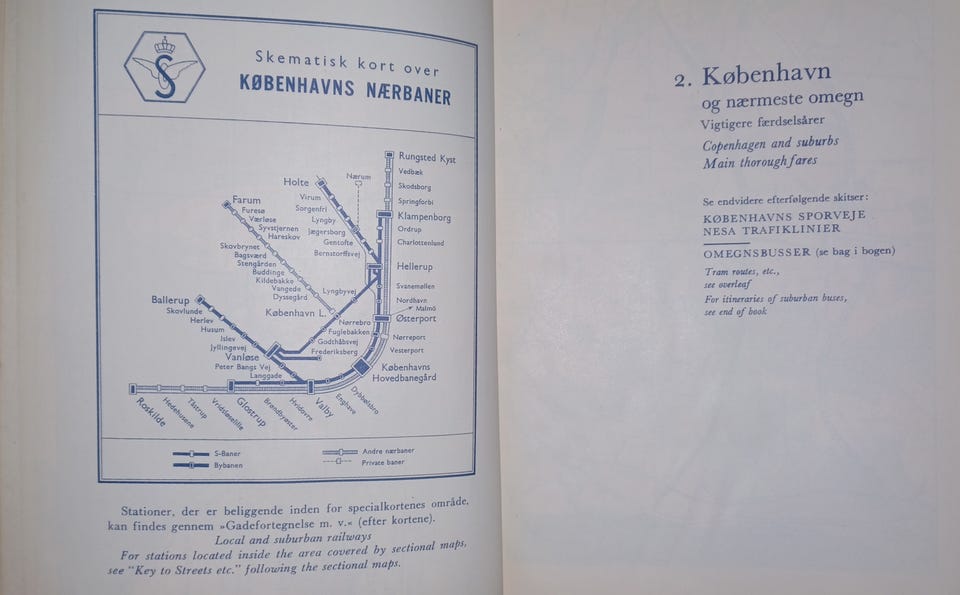 S
Skematisk kort over
KØBENHAVNS NÆRBANER
Rungsted Kyst
Vedbæk
Skodsborg
Springforbi
Klampenborg
Ordrup
Charlottenlund
Hellerup
Svanemøllen
Nordhavn
Malmö
Østerport
Nørreport
Vesterport
Københavns
Hovedbanegård
Dybbølsbro
Enghave
Valby
Hvidovre
Brøndbyøster
Glostrup
Vridsløselille
Tåstrup
Hedehusene
Roskilde
Nærum
Holte
Virum
Sorgenfri
Lyngby
Jægersborg
Gentofte
Bernstorffsvej
Farum
Furesø
Værløse
Syvstjernen
Hareskov
Skovbrynet
Bagsværd
Stengården
Buddinge
Kildebakke
Vangede
Dyssegård
Lyngbyvej
København L.
Nørrebro
Fuglebakken
Godthåbsvej
Frederiksberg
Ballerup
Skovlunde
Herlev
Husum
Islev
Jyllingevej
Vanløse
Peter Bangs Vej
Langgade
S-Baner
Bybanen
Andre nærbaner
Private baner
Stationer, der er beliggende inden for specialkortenes område,
kan findes gennem »Gadefortegnelse m. v.« (efter kortene).
Local and suburban railways
For stations located inside the area covered by sectional maps,
see "Key to Streets etc." following the sectional maps.
2. København
og nærmeste omegn
Vigtigere færdselsårer
Copenhagen and suburbs
Main thoroughfares
Se endvidere efterfølgende skitser:
KØBENHAVNS SPORVEJE
NESA TRAFIKLINIER
OMEGNSBUSSER (se bag i bogen)
Tram routes, etc.,
see overleaf
For itineraries of suburban buses,
see end of book